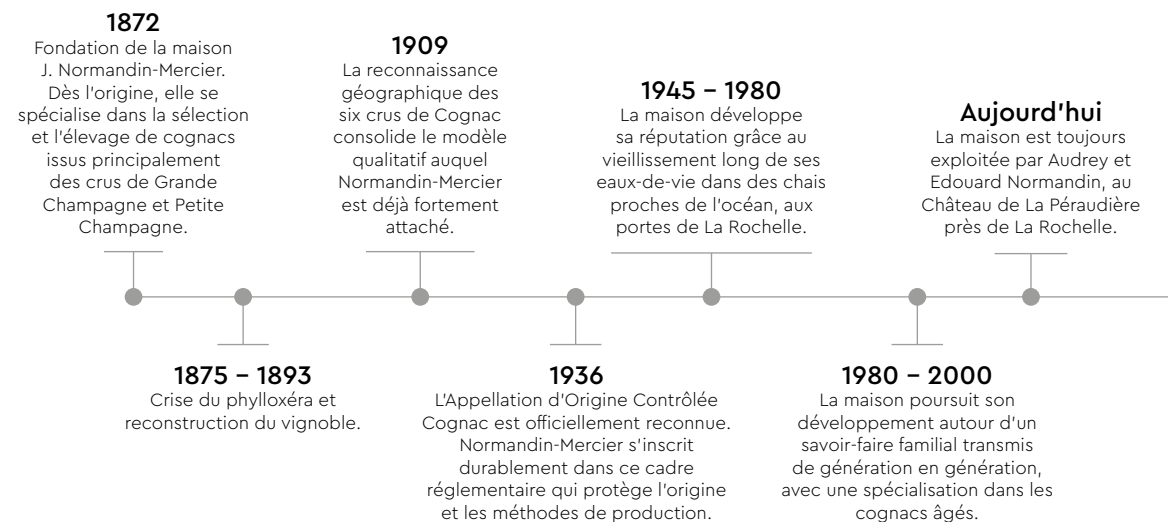 1872
Fondation de la maison
J. Normandin-Mercier.
Dès l'origine, elle se
spécialise dans la sélection
et l'élevage de cognacs
issus principalement
des crus de Grande
Champagne et Petite
Champagne.
1875 – 1893
Crise du phylloxéra et
reconstruction du vignoble.
1909
La reconnaissance
géographique des
six crus de Cognac
consolide le modèle
qualitatif auquel
Normandin-Mercier
est déjà fortement
attaché.
1936
L'Appellation d'Origine Contrôlée
Cognac est officiellement reconnue.
Normandin-Mercier s'inscrit
durablement dans ce cadre
réglementaire qui protège l'origine
et les méthodes de production.
1945 – 1980
La maison développe
sa réputation grâce au
vieillissement long de ses
eaux-de-vie dans des chais
proches de l'océan, aux
portes de La Rochelle.
1980 – 2000
La maison poursuit son
développement autour d'un
savoir-faire familial transmis
de génération en génération,
avec une spécialisation dans les
cognacs âgés.
Aujourd'hui
La maison est toujours
exploitée par Audrey et
Edouard Normandin, au
Château de La Péraudière
près de La Rochelle.